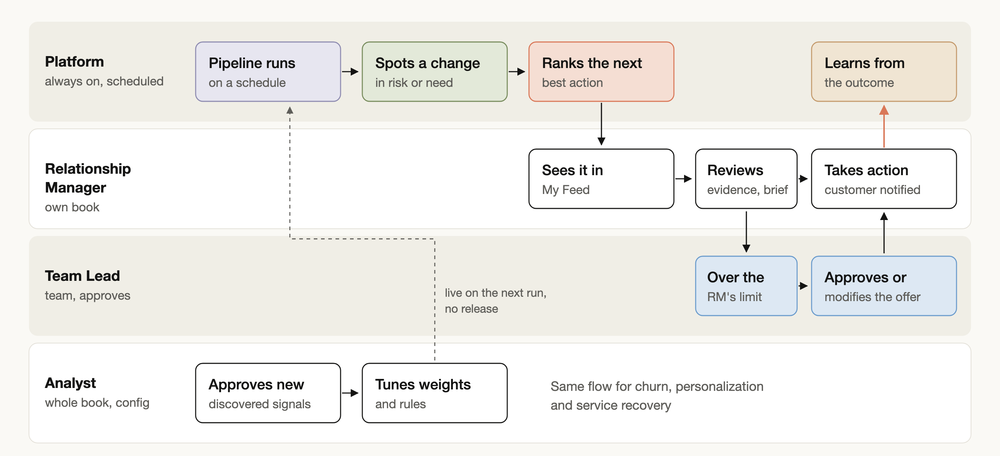 Platform
always on, scheduled
Pipeline runs
on a schedule
Spots a change
in risk or need
Ranks the next
best action
Learns from
the outcome
Relationship
Manager
own book
Sees it in
My Feed
Reviews
evidence, brief
Takes action
customer notified
Team Lead
team, approves
live on the next run,
no release
Over the
RM's limit
Approves or
modifies the offer
Analyst
whole book, config
Approves new
discovered signals
Tunes weights
and rules
Same flow for churn, personalization
and service recovery